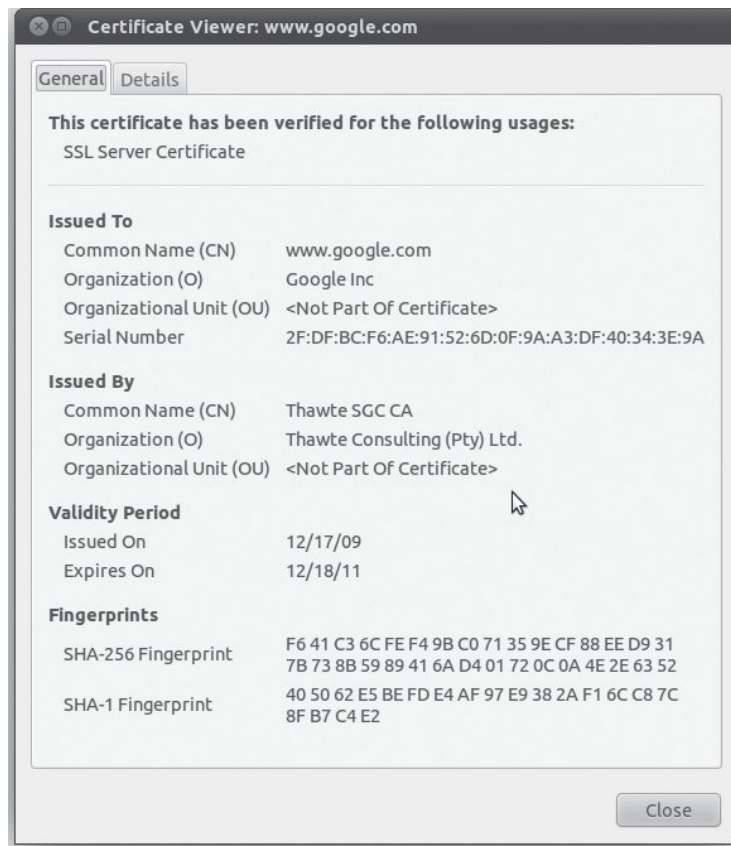 Certificate Viewer: www.google.com
General Details
This certificate has been verified for the following usages:
SSL Server Certificate
Issued To
Common Name (CN) www.google.com
Organization (O) Google Inc
Organizational Unit (OU) <Not Part Of Certificate>
Serial Number 2F:DF:BC:F6:AE:91:52:6D:0F:9A:A3:DF:40:34:3E:9A
Issued By
Common Name (CN) Thawte SGC CA
Organization (O) Thawte Consulting (Pty) Ltd.
Organizational Unit (OU) <Not Part Of Certificate>
Validity Period
Issued On 12/17/09
Expires On 12/18/11
Fingerprints
SHA-256 Fingerprint F6 41 C3 6C FE F4 9B C0 71 35 9E CF 88 EE D9 31
7B 73 8B 59 89 41 6A D4 01 72 0C 0A 4E 2E 63 52
SHA-1 Fingerprint 40 50 62 E5 BE FD E4 AF 97 E9 38 2A F1 6C C8 7C
8F B7 C4 E2
Close